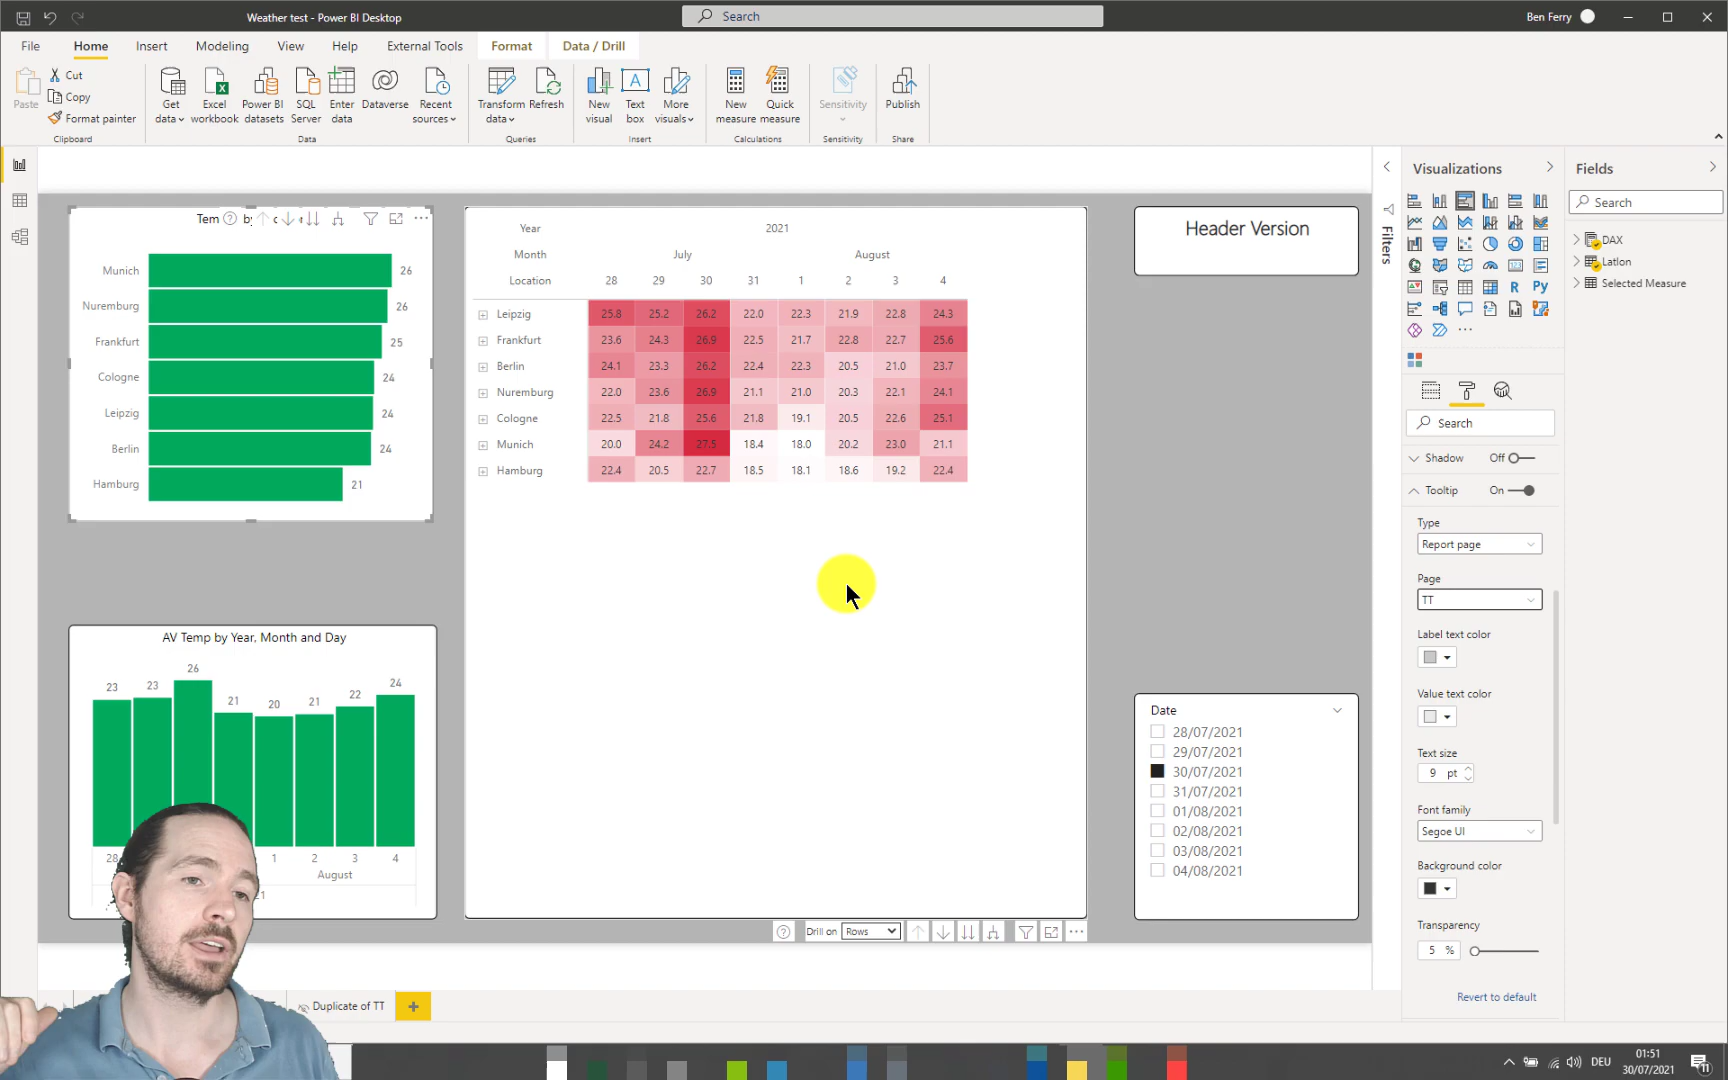 Weather test - Power BI Desktop
Search
Ben Ferry
File
Home
Insert
Modeling
View
Help
External Tools
Format
Data / Drill
Paste
Cut
Copy
Format painter
Get data
Excel workbook
Power BI datasets
SQL Server
Enter data
Dataverse
Recent sources
Transform data
Refresh
New visual
Text box
More visuals
New measure
Quick measure
Sensitivity
Publish
Clipboard
Data
Queries
Insert
Calculations
Sensitivity
Share
Tem
Munich 26
Nuremburg 26
Frankfurt 25
Cologne 24
Leipzig 24
Berlin 24
Hamburg 21
Year 2021
Month July August
Location 28 29 30 31 1 2 3 4
Leipzig 25.8 25.2 26.2 22.0 22.3 21.9 22.8 24.3
Frankfurt 23.6 24.3 26.9 22.5 21.7 22.8 22.7 25.6
Berlin 24.1 23.3 26.2 22.4 22.3 20.5 21.0 23.7
Nuremburg 22.0 23.6 26.9 21.1 21.0 20.3 22.1 24.1
Cologne 22.5 21.8 25.6 21.8 19.1 20.5 22.6 25.1
Munich 20.0 24.2 27.5 18.4 18.0 20.2 23.0 21.1
Hamburg 22.4 20.5 22.7 18.5 18.1 18.6 19.2 22.4
Drill on Rows
Header Version
AV Temp by Year, Month and Day
23 23 26 21 20 21 22 24
28 1 2 3 4
August
Date
28/07/2021
29/07/2021
30/07/2021
31/07/2021
01/08/2021
02/08/2021
03/08/2021
04/08/2021
Duplicate of TT
Filters
Visualizations
R
Py
Search
Shadow Off
Tooltip On
Type
Report page
Page
TT
Label text color
Value text color
Text size
9 pt
Font family
Segoe UI
Background color
Transparency
5 %
Revert to default
Fields
Search
DAX
Latlon
Selected Measure
DEU
01:51
30/07/2021
11